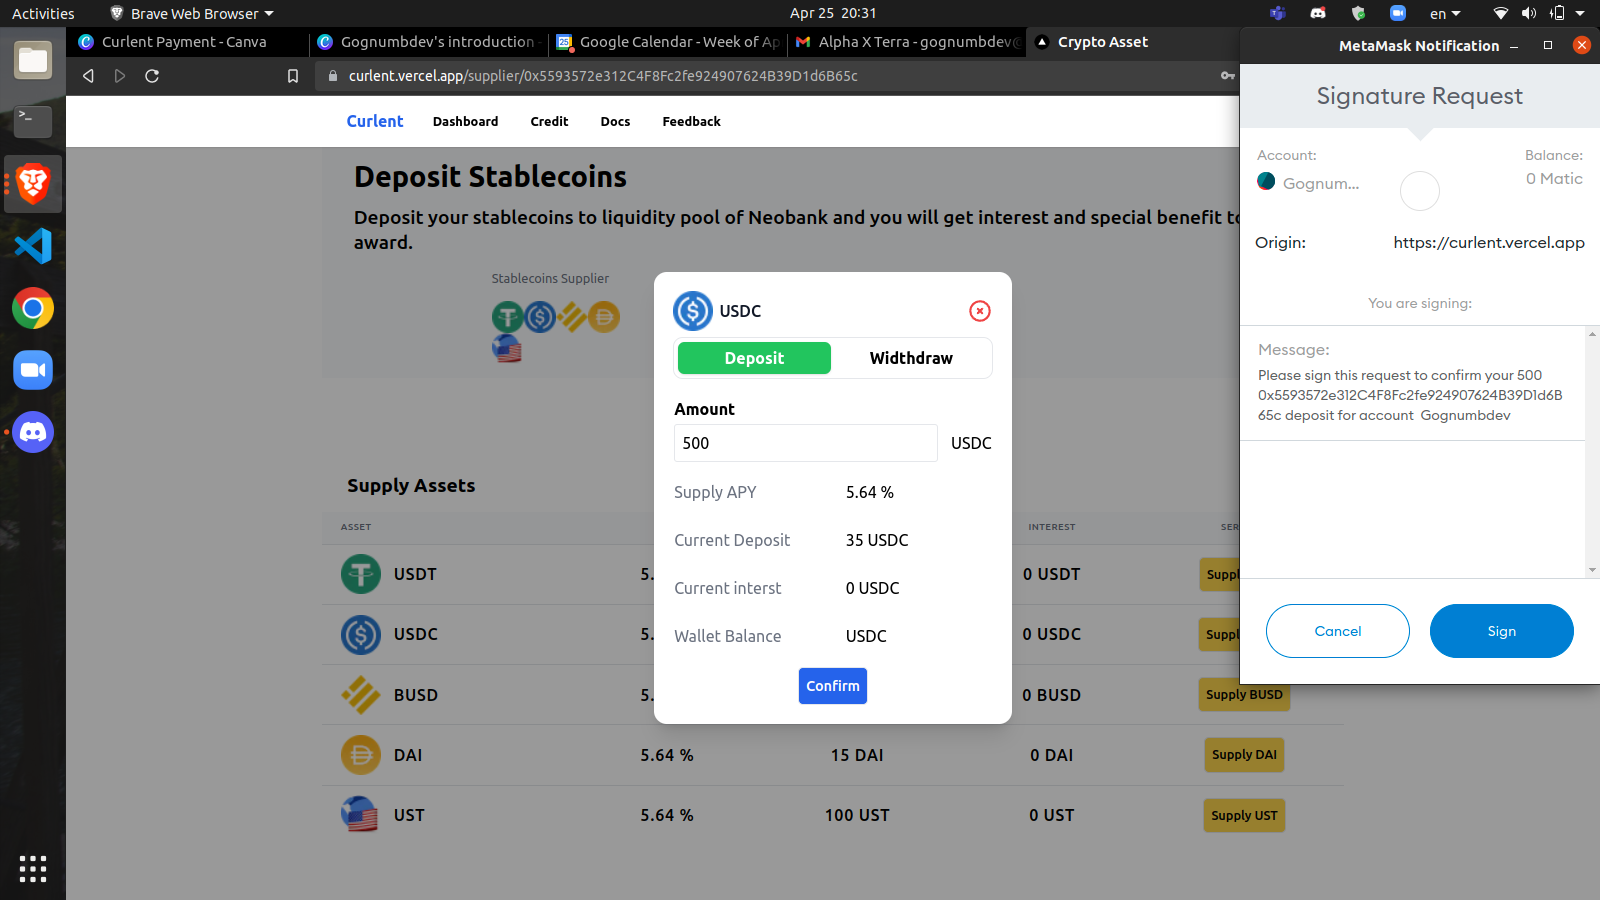 Activities
Brave Web Browser
Apr 25 20:31
en
Curlent Payment - Canva
Gognumbdev's introduction -
Google Calendar - Week of Ap
Alpha X Terra - gognumbdev@
Crypto Asset
curlent.vercel.app/supplier/0x5593572e312C4F8Fc2fe924907624B39D1d6B65c
Curlent
Dashboard
Credit
Docs
Feedback
Deposit Stablecoins
Deposit your stablecoins to liquidity pool of Neobank and you will get interest and special benefit to
award.
Stablecoins Supplier
USDC
Deposit
Widthdraw
Amount
500
USDC
Supply APY
5.64 %
Current Deposit
35 USDC
Current interst
0 USDC
Wallet Balance
USDC
Confirm
Supply Assets
ASSET
INTEREST
SER
USDT
5.
0 USDT
Suppl
USDC
5.
0 USDC
Suppl
BUSD
5.
0 BUSD
Supply BUSD
DAI
5.64 %
15 DAI
0 DAI
Supply DAI
UST
5.64 %
100 UST
0 UST
Supply UST
MetaMask Notification
Signature Request
Account:
Gognum...
Balance:
0 Matic
Origin:
https://curlent.vercel.app
You are signing:
Message:
Please sign this request to confirm your 500
0x5593572e312C4F8Fc2fe924907624B39D1d6B
65c deposit for account Gognumbdev
Cancel
Sign